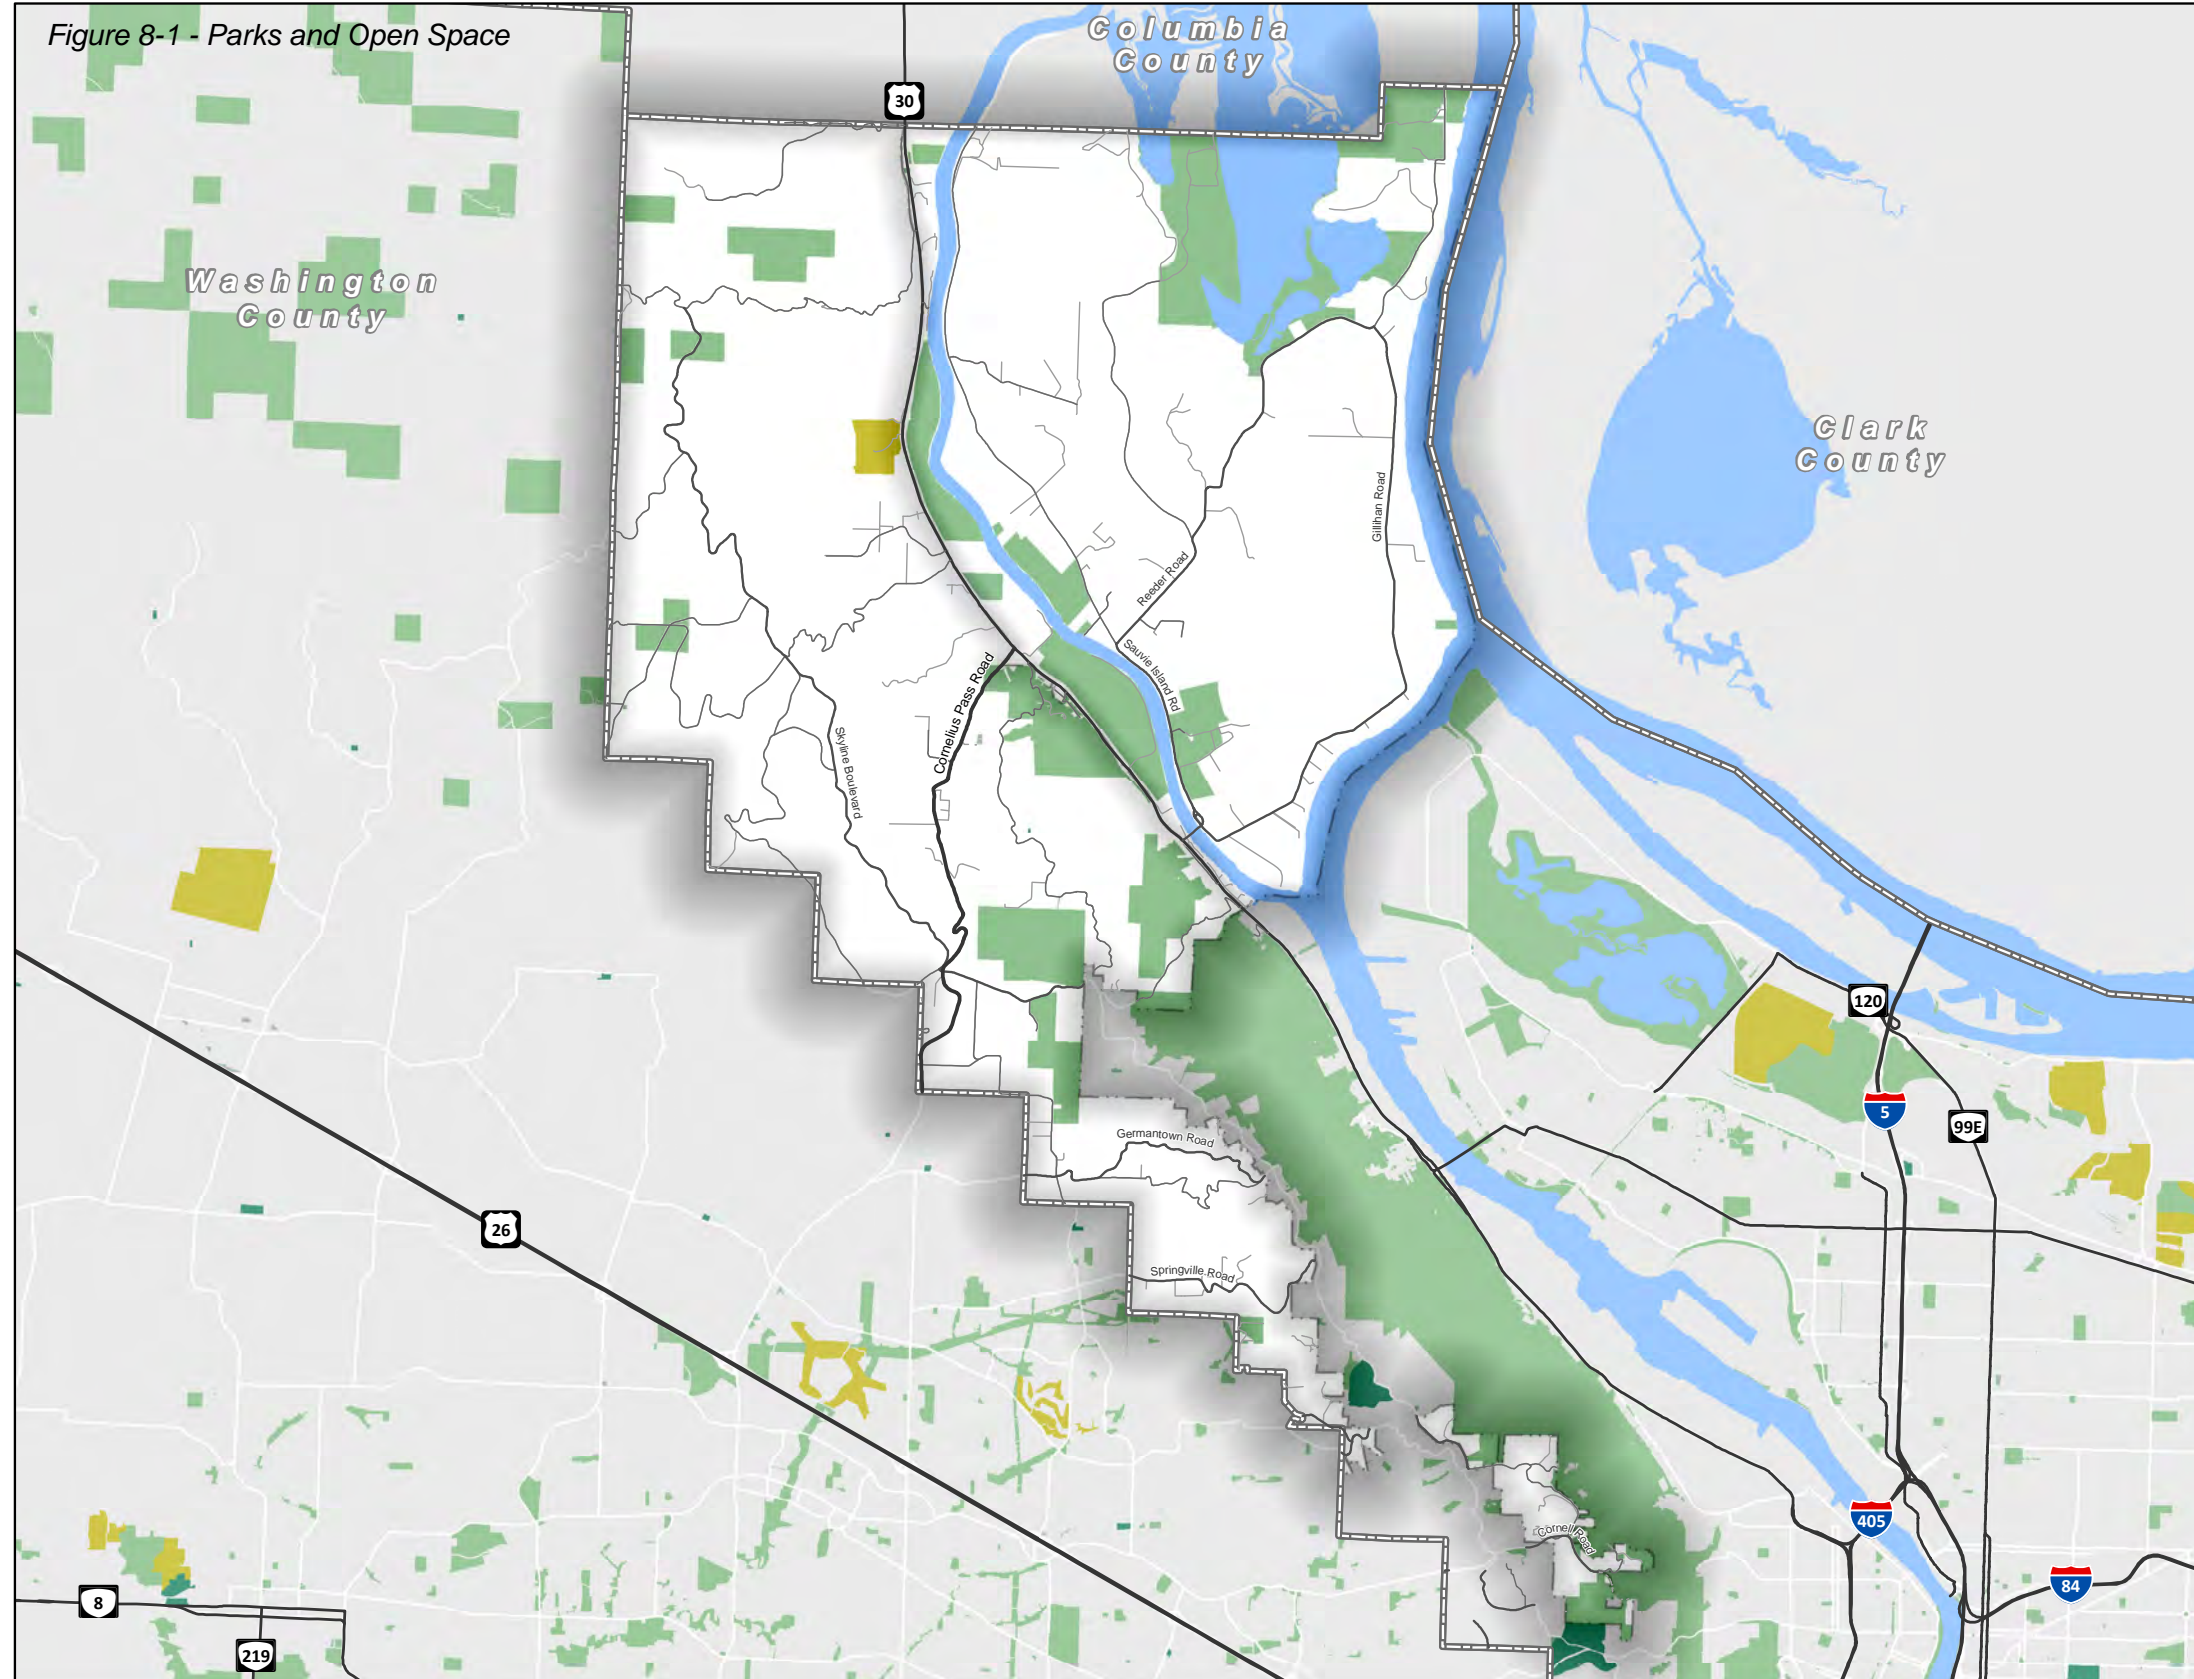 Figure 8-1 - Parks and Open Space
Columbia
County
30
Washington
County
Clark
County
Gillihan Road
Reeder Road
Sauvie Island Rd
Cornelius Pass Road
Skyline Boulevard
120
5
99E
Germantown Road
26
Springville Road
405
Cornell Road
84
8
219